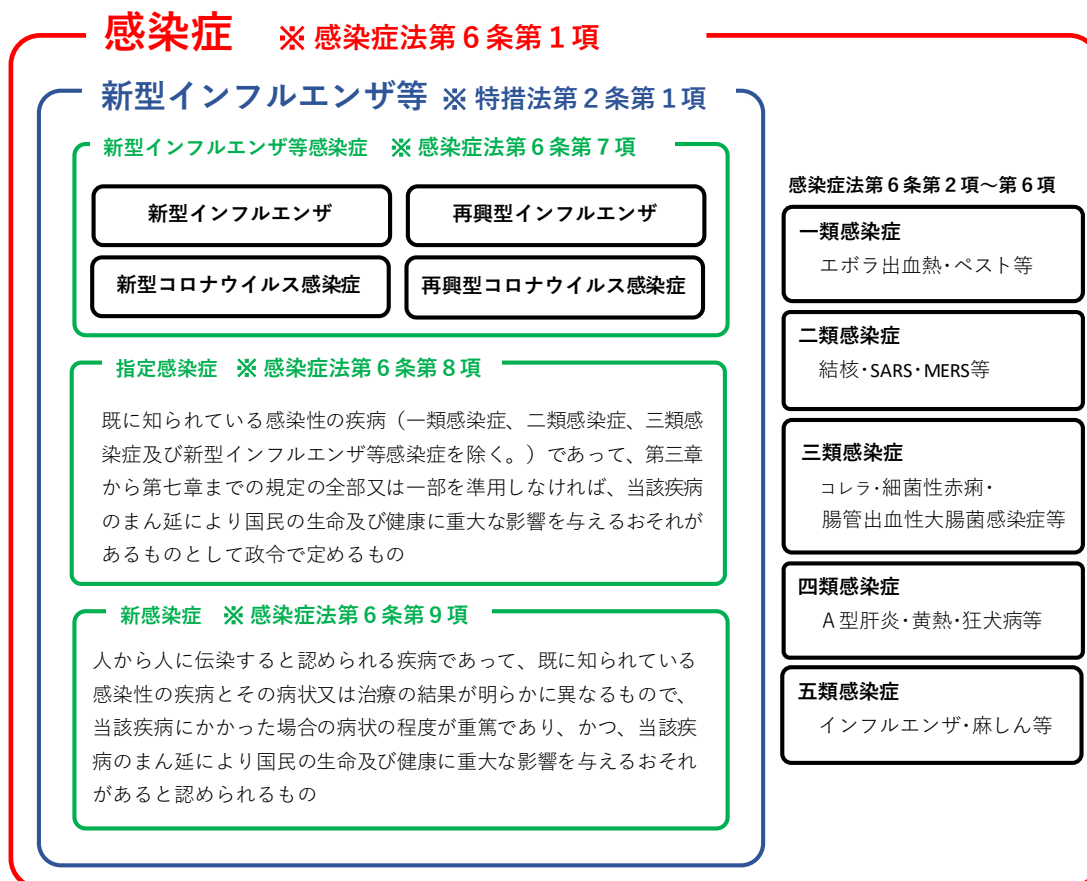 感染症 ※ 感染症法第６条第１項
新型インフルエンザ等 ※ 特措法第２条第１項
新型インフルエンザ等感染症 ※ 感染症法第６条第７項
新型インフルエンザ
再興型インフルエンザ
新型コロナウイルス感染症
再興型コロナウイルス感染症
指定感染症 ※ 感染症法第６条第８項
既に知られている感染性の疾病（一類感染症、二類感染症、三類感
染症及び新型インフルエンザ等感染症を除く。）であって、第三章
から第七章までの規定の全部又は一部を準用しなければ、当該疾病
のまん延により国民の生命及び健康に重大な影響を与えるおそれが
あるものとして政令で定めるもの
新感染症 ※ 感染症法第６条第９項
人から人に伝染すると認められる疾病であって、既に知られている
感染性の疾病とその病状又は治療の結果が明らかに異なるもので、
当該疾病にかかった場合の病状の程度が重篤であり、かつ、当該疾
病のまん延により国民の生命及び健康に重大な影響を与えるおそれ
があると認められるもの
感染症法第６条第２項～第６項
一類感染症
エボラ出血熱・ペスト等
二類感染症
結核・SARS・MERS等
三類感染症
コレラ・細菌性赤痢・
腸管出血性大腸菌感染症等
四類感染症
Ａ型肝炎・黄熱・狂犬病等
五類感染症
インフルエンザ・麻しん等